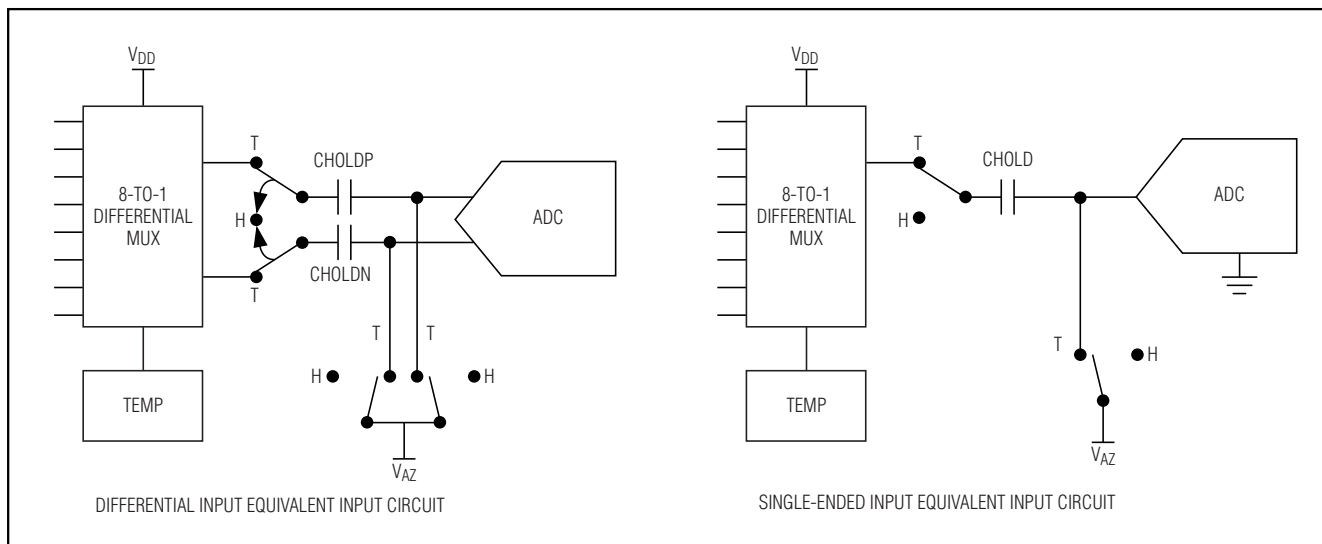 VDD
8-TO-1
DIFFERENTIAL
MUX
TEMP
T
H
T
CHOLDP
CHOLDN
ADC
T
T
H
H
VAZ
DIFFERENTIAL INPUT EQUIVALENT INPUT CIRCUIT
VDD
8-TO-1
DIFFERENTIAL
MUX
TEMP
T
H
CHOLD
ADC
T
H
VAZ
SINGLE-ENDED INPUT EQUIVALENT INPUT CIRCUIT